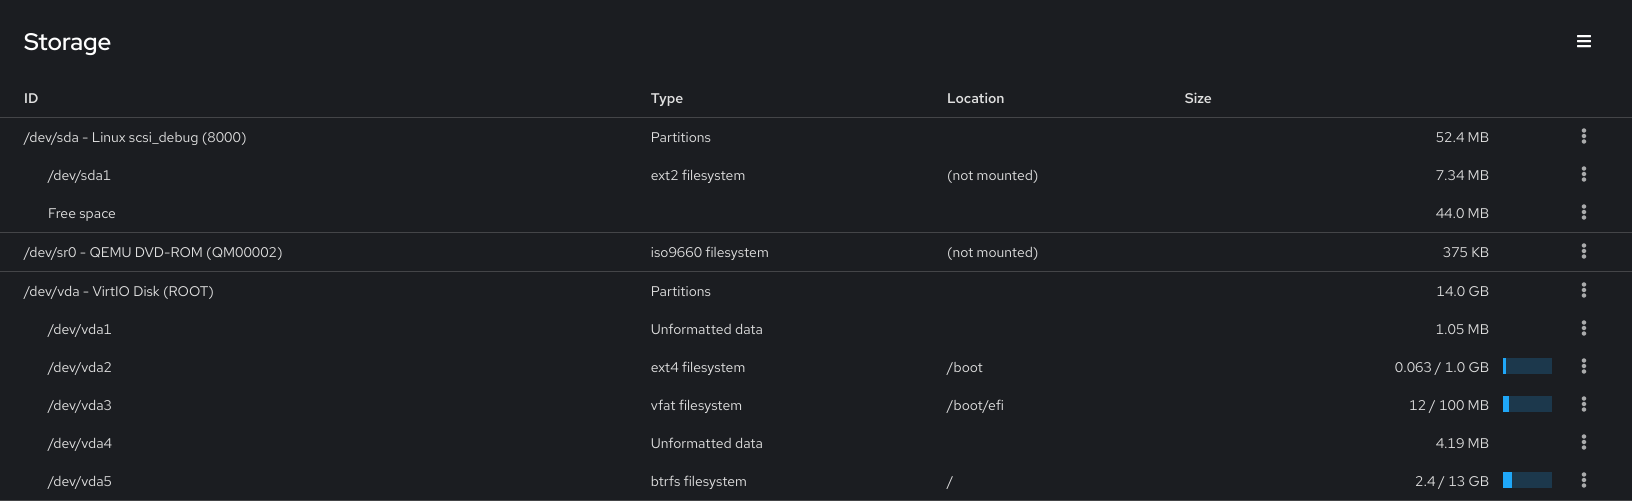 Storage
ID Type Location Size
/dev/sda - Linux scsi_debug (8000) Partitions 52.4 MB
/dev/sda1 ext2 filesystem (not mounted) 7.34 MB
Free space 44.0 MB
/dev/sr0 - QEMU DVD-ROM (QM00002) iso9660 filesystem (not mounted) 375 KB
/dev/vda - VirtIO Disk (ROOT) Partitions 14.0 GB
/dev/vda1 Unformatted data 1.05 MB
/dev/vda2 ext4 filesystem /boot 0.063 / 1.0 GB
/dev/vda3 vfat filesystem /boot/efi 12 / 100 MB
/dev/vda4 Unformatted data 4.19 MB
/dev/vda5 btrfs filesystem / 2.4 / 13 GB